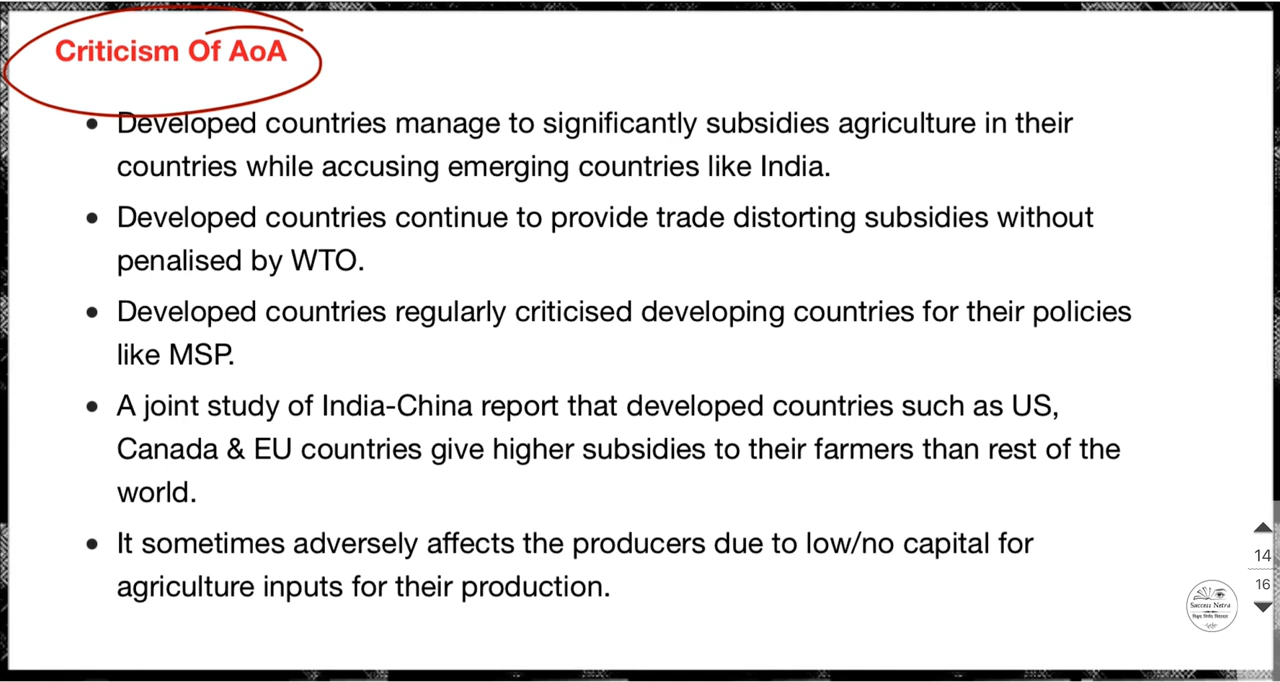 Criticism Of AoA
• Developed countries manage to significantly subsidies agriculture in their
countries while accusing emerging countries like India.
• Developed countries continue to provide trade distorting subsidies without
penalised by WTO.
• Developed countries regularly criticised developing countries for their policies
like MSP.
• A joint study of India-China report that developed countries such as US,
Canada & EU countries give higher subsidies to their farmers than rest of the
world.
• It sometimes adversely affects the producers due to low/no capital for
agriculture inputs for their production.
14
16
Success Netra